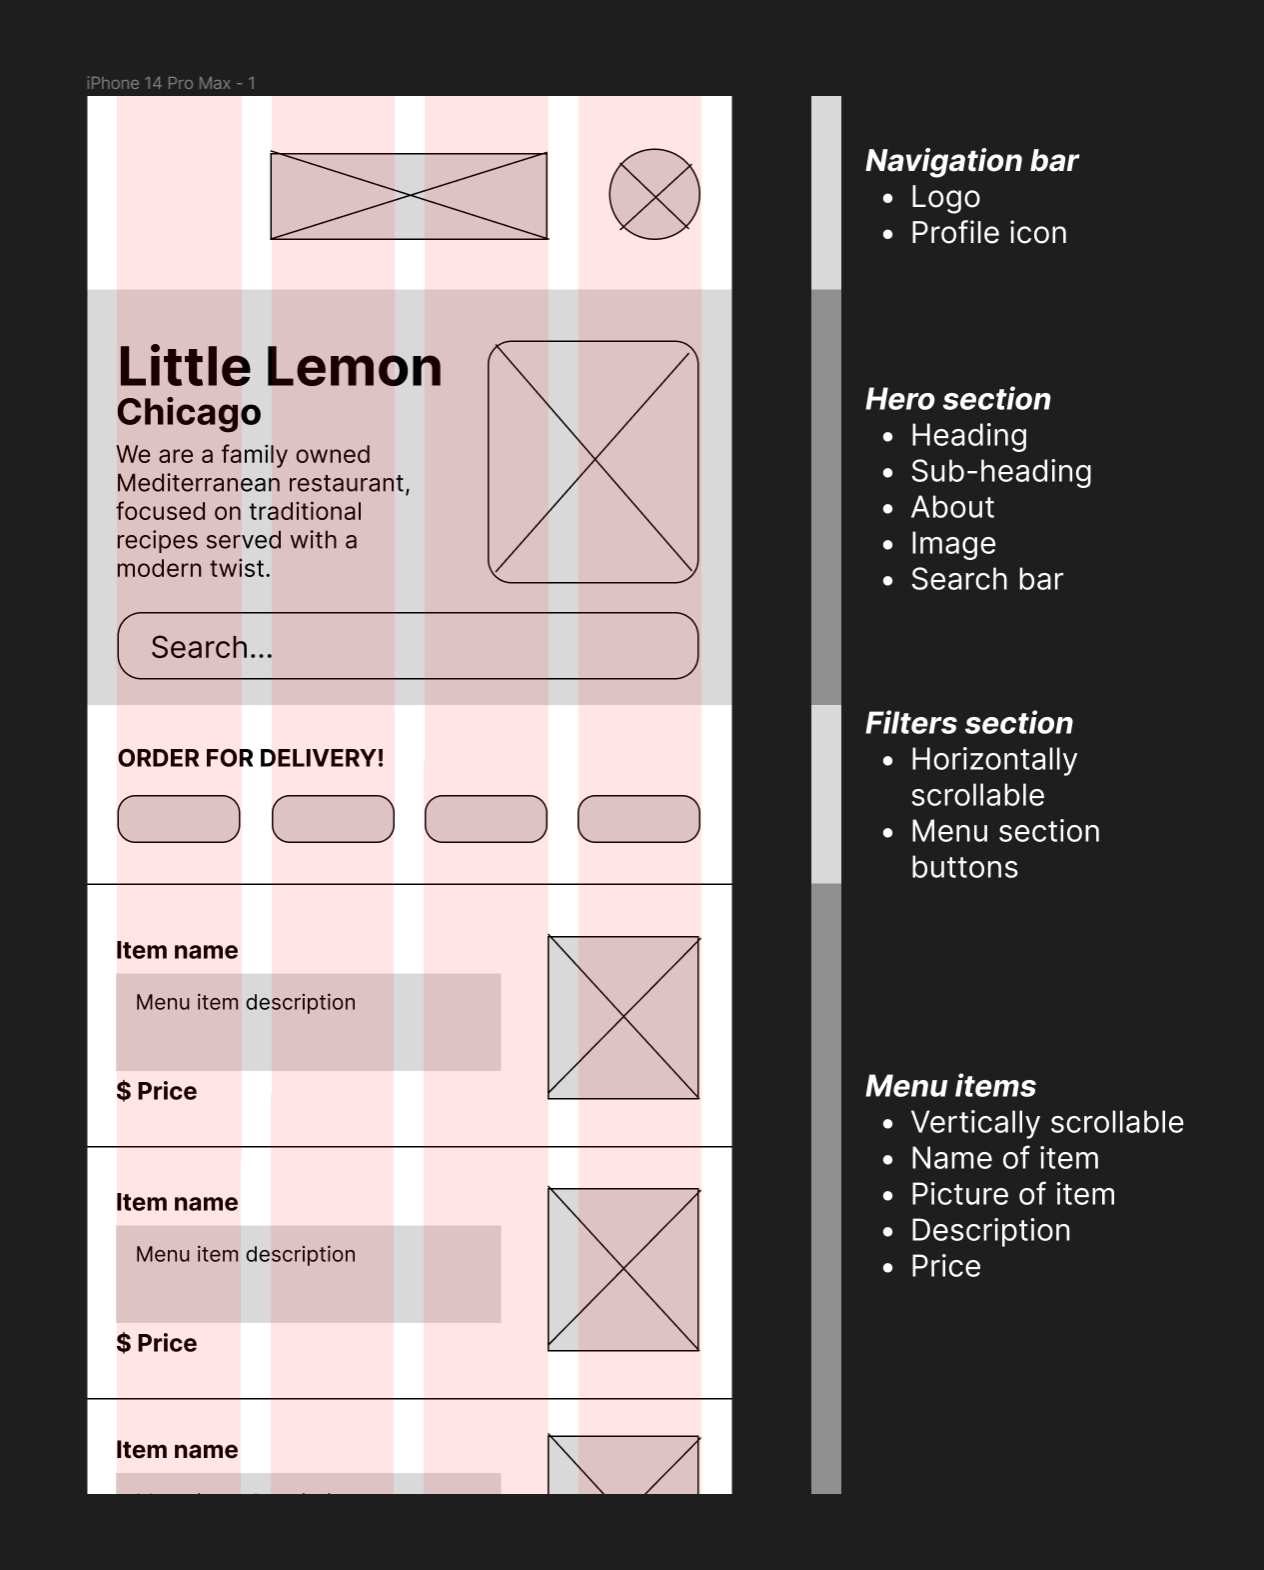 iPhone 14 Pro Max - 1
Navigation bar
Logo
Profile icon
Little Lemon
Chicago
We are a family owned
Mediterranean restaurant,
focused on traditional
recipes served with a
modern twist.
Search...
Hero section
Heading
Sub-heading
About
Image
Search bar
ORDER FOR DELIVERY!
Filters section
Horizontally
scrollable
Menu section
buttons
Item name
Menu item description
$ Price
Item name
Menu item description
$ Price
Item name
Menu items
Vertically scrollable
Name of item
Picture of item
Description
Price